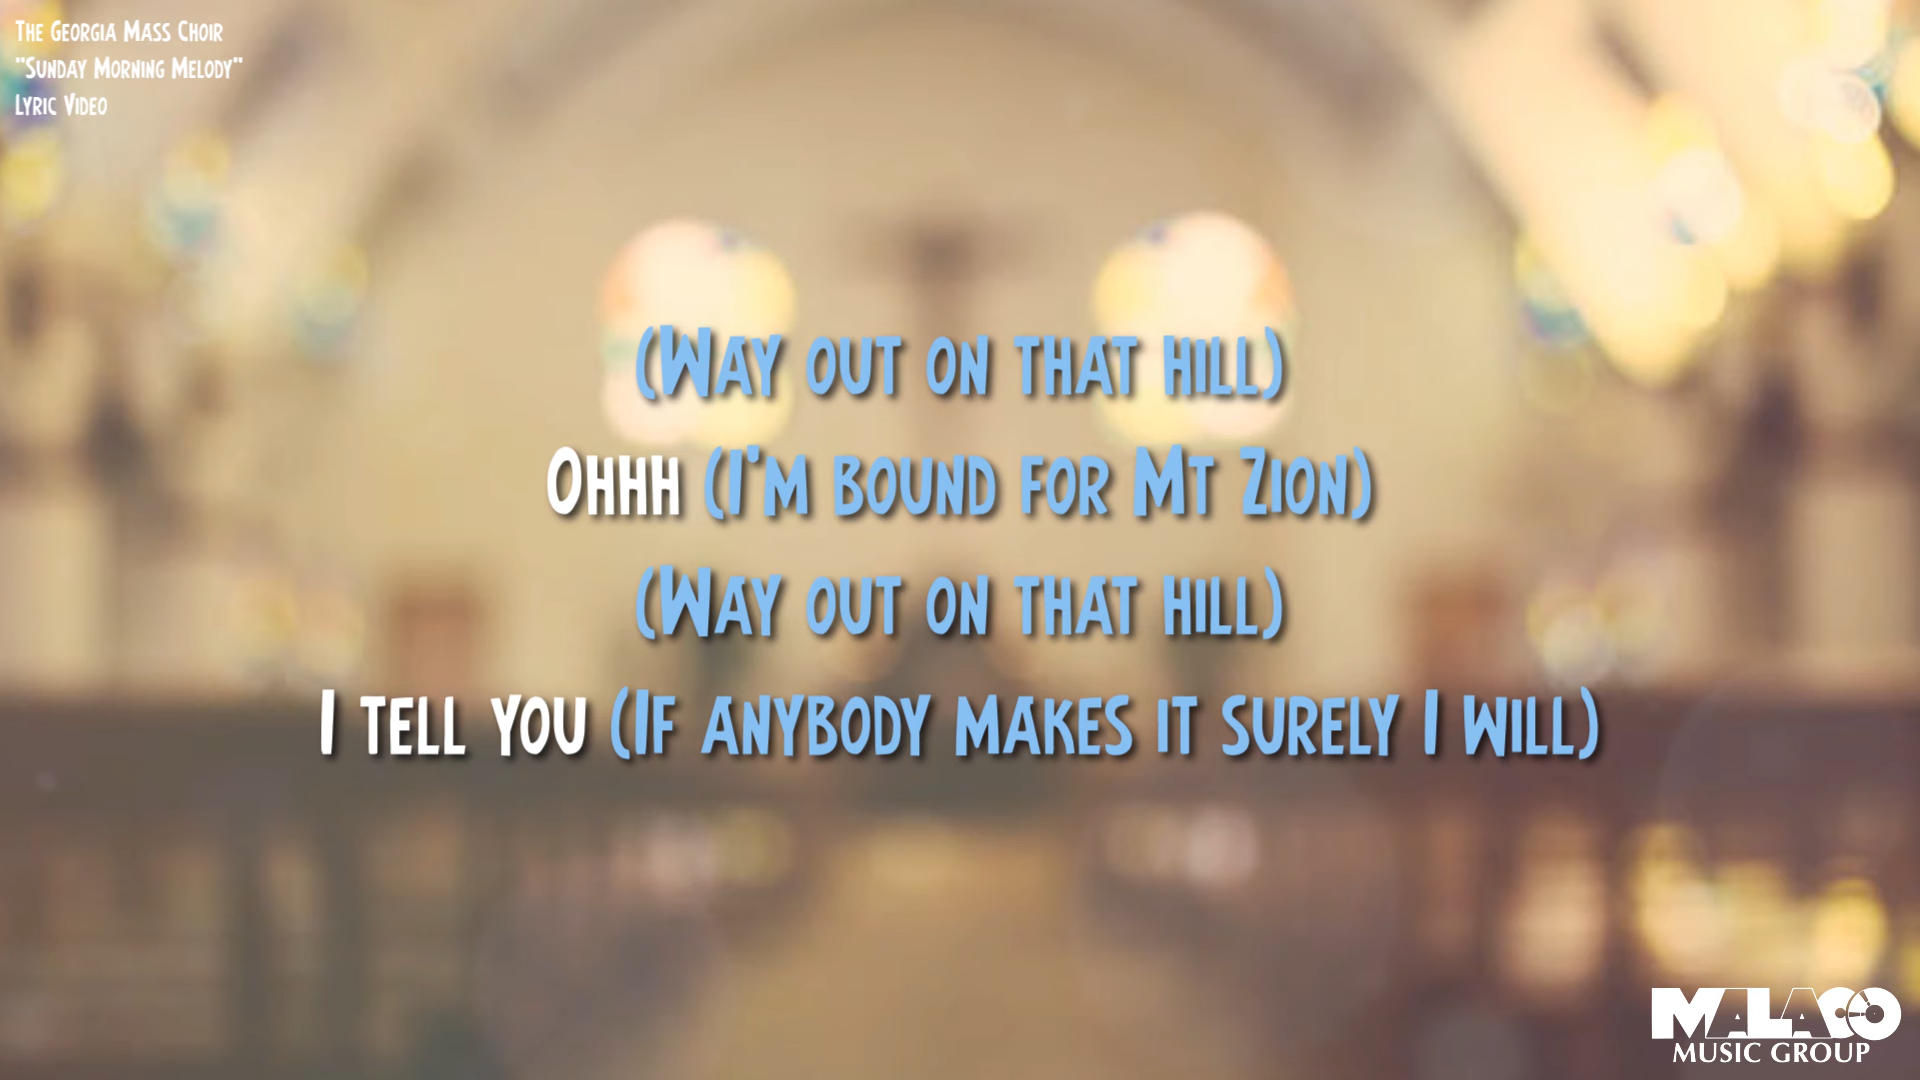 The Georgia Mass Choir
"Sunday Morning Melody"
Lyric Video
(Way out on that hill)
Ohhh (I'm bound for Mt Zion)
(Way out on that hill)
I tell you (If anybody makes it surely I will)
MALACO
MUSIC GROUP